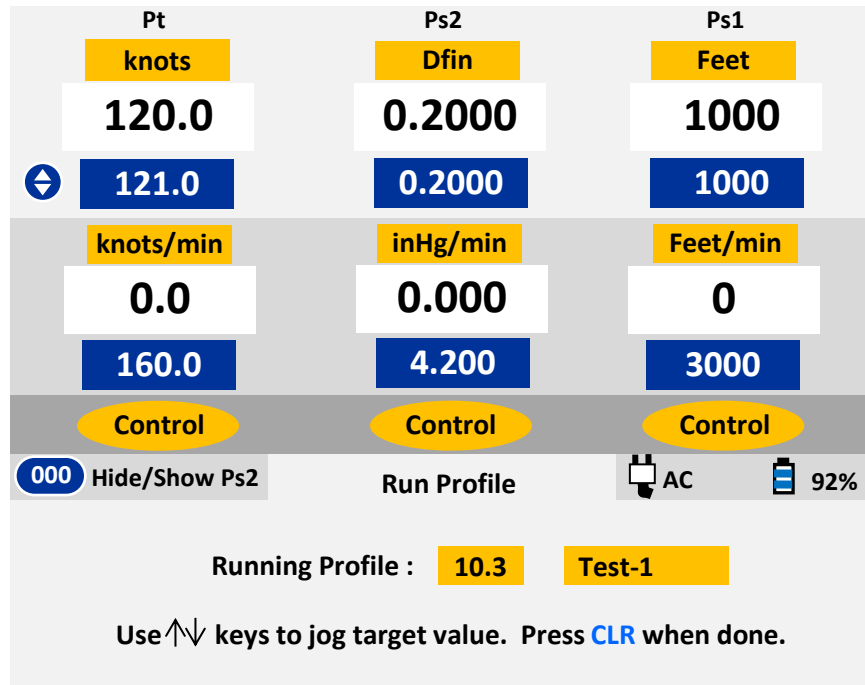 Pt Ps2 Ps1
knots Dfin Feet
120.0 0.2000 1000
121.0 0.2000 1000
knots/min inHg/min Feet/min
0.0 0.000 0
160.0 4.200 3000
Control Control Control
000 Hide/Show Ps2 Run Profile AC 92%
Running Profile : 10.3 Test-1
Use ↑↓ keys to jog target value. Press CLR when done.